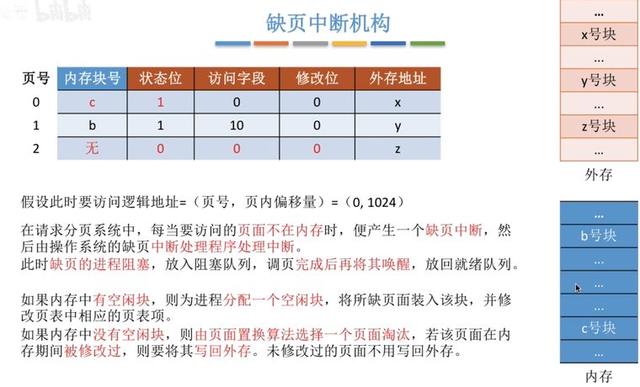 bilibili
缺页中断机构
页号 内存块号 状态位 访问字段 修改位 外存地址
0 c 1 0 0 x
1 b 1 10 0 y
2 无 0 0 0 z
假设此时要访问逻辑地址=（页号，页内偏移量）=（0, 1024）
在请求分页系统中，每当要访问的页面不在内存时，便产生一个缺页中断，然
后由操作系统的缺页中断处理程序处理中断。
此时缺页的进程阻塞，放入阻塞队列，调页完成后再将其唤醒，放回就绪队列。
如果内存中有空闲块，则为进程分配一个空闲块，将所缺页面装入该块，并修
改页表中相应的页表项。
如果内存中没有空闲块，则由页面置换算法选择一个页面淘汰，若该页面在内
存期间被修改过，则要将其写回外存。未修改过的页面不用写回外存。
...
x号块
...
y号块
...
z号块
...
外存
...
b号块
...
...
...
c号块
...
内存